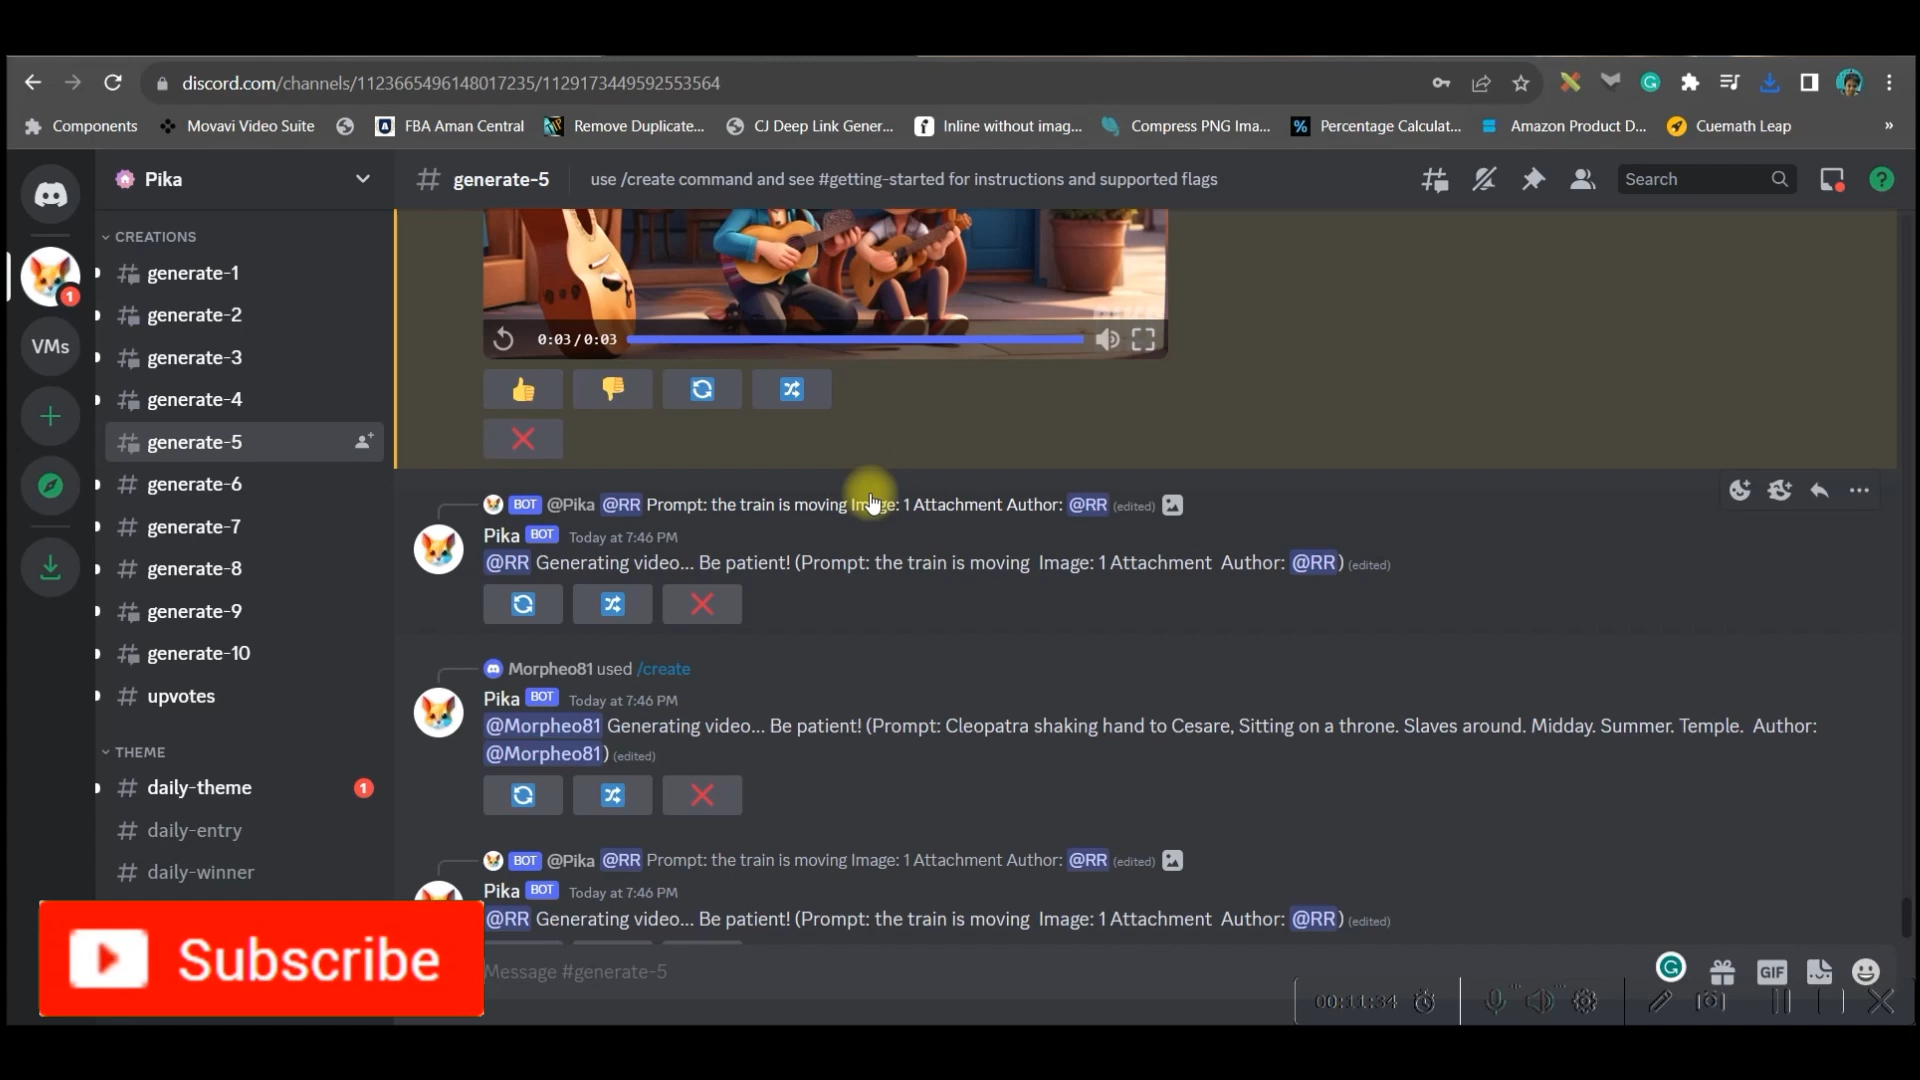 discord.com/channels/1123665496148017235/1129173449592553564
Components
Movavi Video Suite
FBA Aman Central
Remove Duplicate...
CJ Deep Link Gener...
Inline without imag...
Compress PNG Ima...
Percentage Calculat...
Amazon Product D...
Cuemath Leap
»
Pika
# generate-5
use /create command and see #getting-started for instructions and supported flags
Search
CREATIONS
generate-1
generate-2
generate-3
generate-4
generate-5
generate-6
generate-7
generate-8
generate-9
generate-10
# upvotes
THEME
# daily-theme 1
# daily-entry
# daily-winner
1
VMs
0:03/0:03
BOT @Pika @RR Prompt: the train is moving Image: 1 Attachment Author: @RR (edited)
Pika BOT Today at 7:46 PM
@RR Generating video... Be patient! (Prompt: the train is moving Image: 1 Attachment Author: @RR) (edited)
Morpheo81 used /create
Pika BOT Today at 7:46 PM
@Morpheo81 Generating video... Be patient! (Prompt: Cleopatra shaking hand to Cesare, Sitting on a throne. Slaves around. Midday. Summer. Temple. Author:
@Morpheo81) (edited)
BOT @Pika @RR Prompt: the train is moving Image: 1 Attachment Author: @RR (edited)
Pika BOT Today at 7:46 PM
@RR Generating video... Be patient! (Prompt: the train is moving Image: 1 Attachment Author: @RR) (edited)
Message #generate-5
GIF
Subscribe
00:11:34